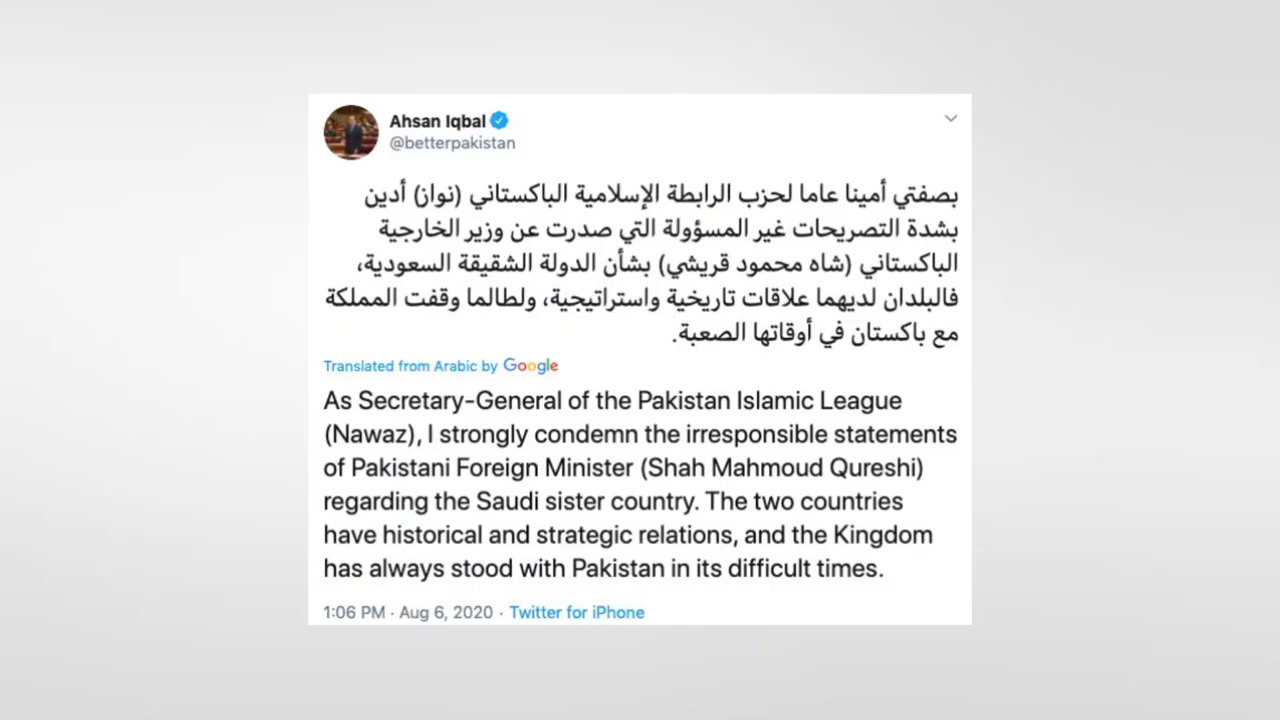 Ahsan Iqbal
@betterpakistan
بصفتي أمينا عاما لحزب الرابطة الإسلامية الباكستاني (نواز) أدين
بشدة التصريحات غير المسؤولة التي صدرت عن وزير الخارجية
الباكستاني (شاه محمود قريشي) بشأن الدولة الشقيقة السعودية،
فالبلدان لديهما علاقات تاريخية واستراتيجية، ولطالما وقفت المملكة
مع باكستان في أوقاتها الصعبة.
Translated from Arabic by Google
As Secretary-General of the Pakistan Islamic League
(Nawaz), I strongly condemn the irresponsible statements
of Pakistani Foreign Minister (Shah Mahmoud Qureshi)
regarding the Saudi sister country. The two countries
have historical and strategic relations, and the Kingdom
has always stood with Pakistan in its difficult times.
1:06 PM · Aug 6, 2020 · Twitter for iPhone